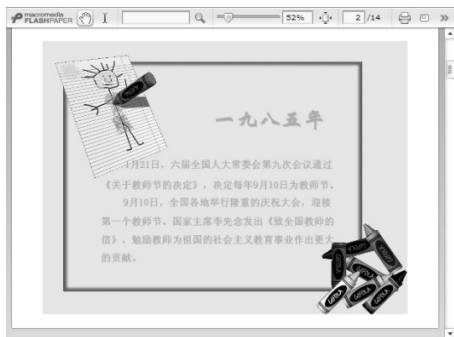 macromedia
FLASHPAPER
52%
2 /14
一九八五年
1月21日，六届全国人大常委会第九次会议通过
《关于教师节的决定》，决定每年9月10日为教师节。
9月10日，全国各地举行隆重的庆祝大会，迎接
第一个教师节。国家主席李先念发出《致全国教师的
信》，勉励教师为祖国的社会主义教育事业作出更大
的贡献。